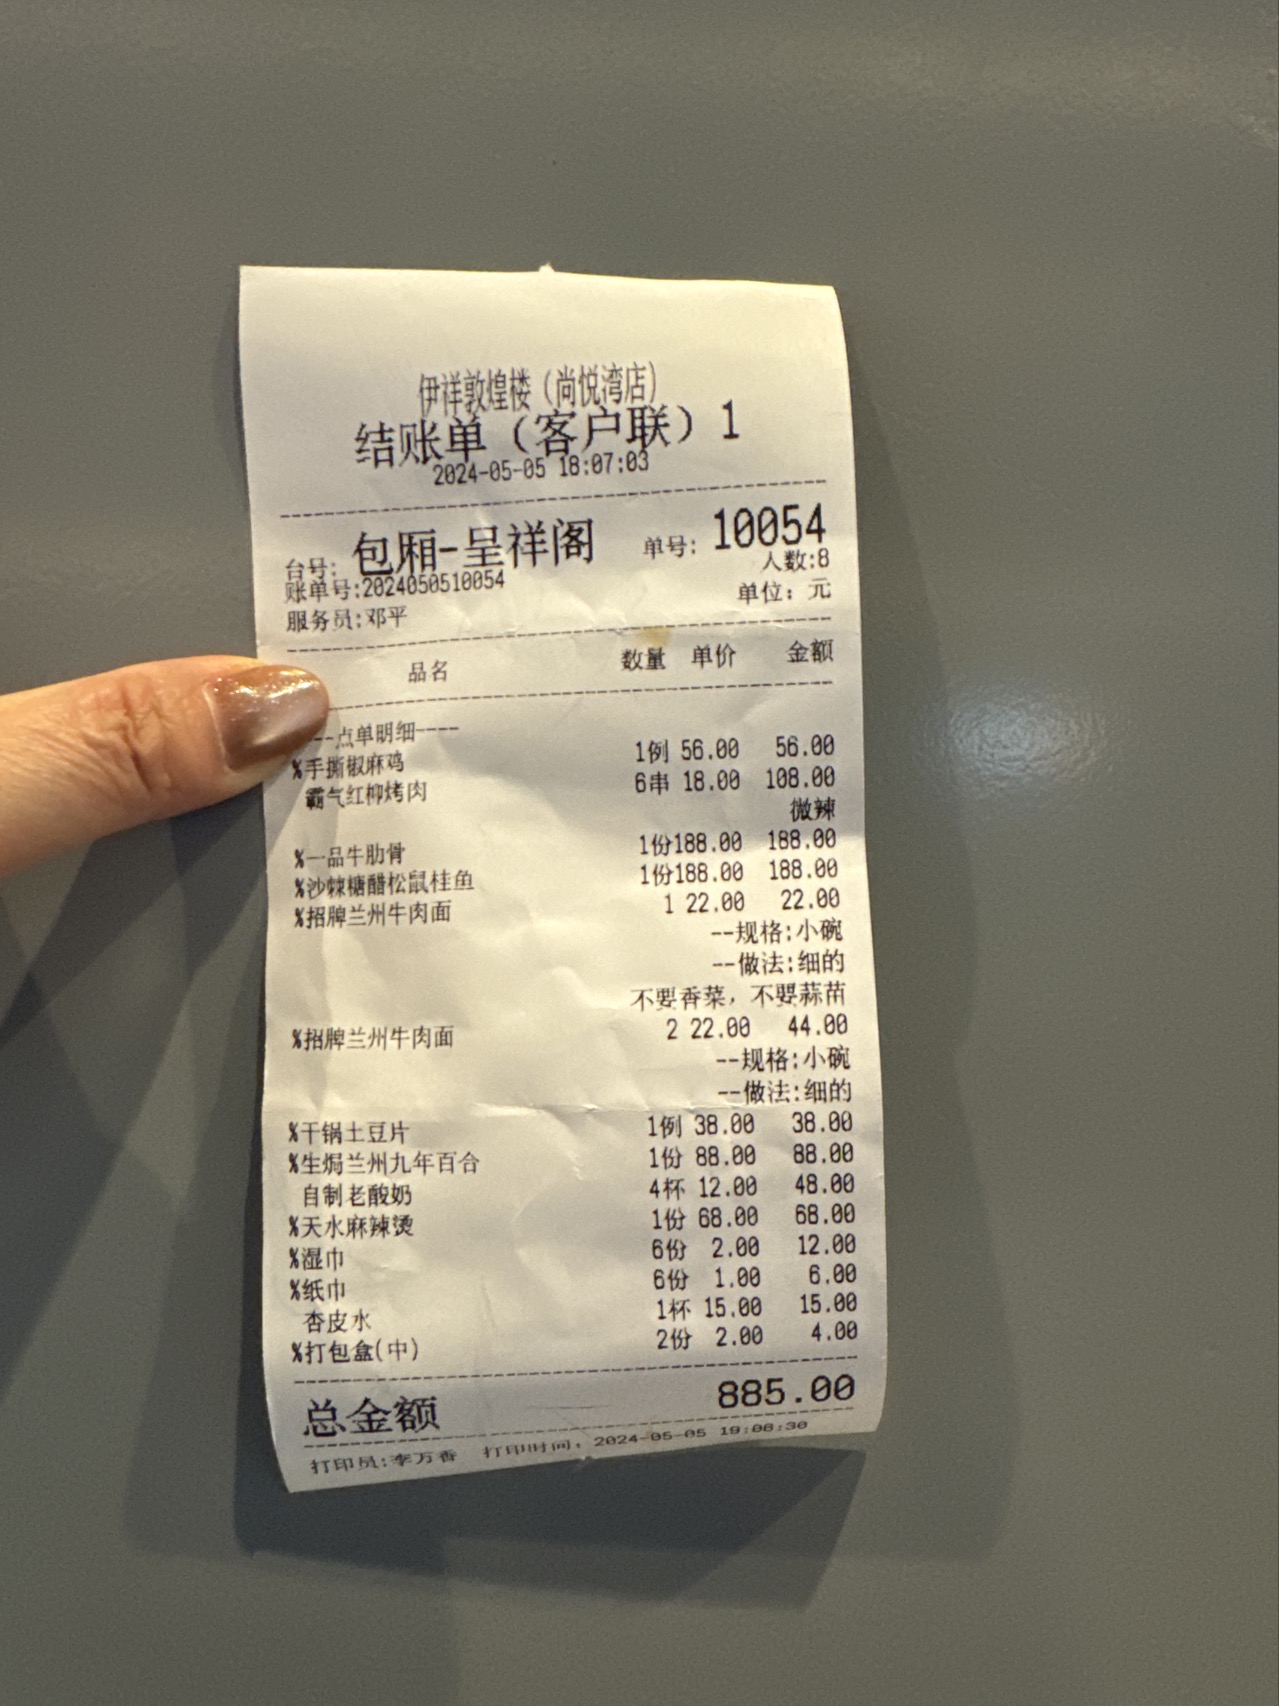 伊祥敦煌楼（尚悦湾店）
结账单（客户联）1
2024-05-05 18:07:03
台号: 包厢-呈祥阁 单号: 10054
账单号:2024050510054 人数:8
服务员:邓平 单位: 元
品名 数量 单价 金额
--点单明细----
%手撕椒麻鸡 1例 56.00 56.00
霸气红柳烤肉 6串 18.00 108.00
微辣
%一品牛肋骨 1份188.00 188.00
%沙棘糖醋松鼠桂鱼 1份188.00 188.00
%招牌兰州牛肉面 1 22.00 22.00
--规格:小碗
--做法:细的
不要香菜, 不要蒜苗
%招牌兰州牛肉面 2 22.00 44.00
--规格:小碗
--做法:细的
%干锅土豆片 1例 38.00 38.00
%生焗兰州九年百合 1份 88.00 88.00
自制老酸奶 4杯 12.00 48.00
%天水麻辣烫 1份 68.00 68.00
%湿巾 6份 2.00 12.00
%纸巾 6份 1.00 6.00
杏皮水 1杯 15.00 15.00
%打包盒(中) 2份 2.00 4.00
总金额 885.00
打印员:李万香 打印时间: 2024-05-05 19:08:30